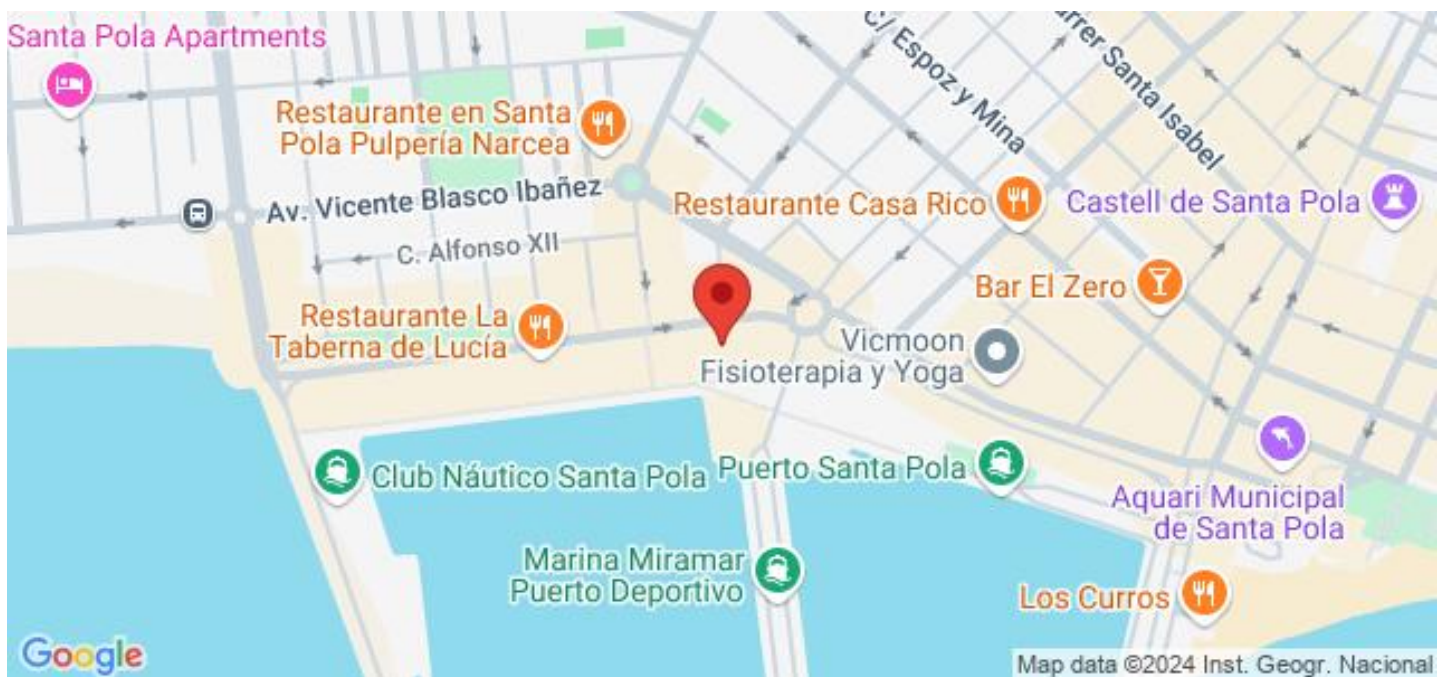 Santa Pola Apartments
C/ Espoz y Mina
Carrer Santa Isabel
Restaurante en Santa
Pola Pulpería Narcea
Av. Vicente Blasco Ibañez
Restaurante Casa Rico
Castell de Santa Pola
C. Alfonso XII
Bar El Zero
Restaurante La
Taberna de Lucía
Vicmoon
Fisioterapia y Yoga
Club Náutico Santa Pola
Puerto Santa Pola
Aquari Municipal
de Santa Pola
Marina Miramar
Puerto Deportivo
Los Curros
Google
Map data ©2024 Inst. Geogr. Nacional